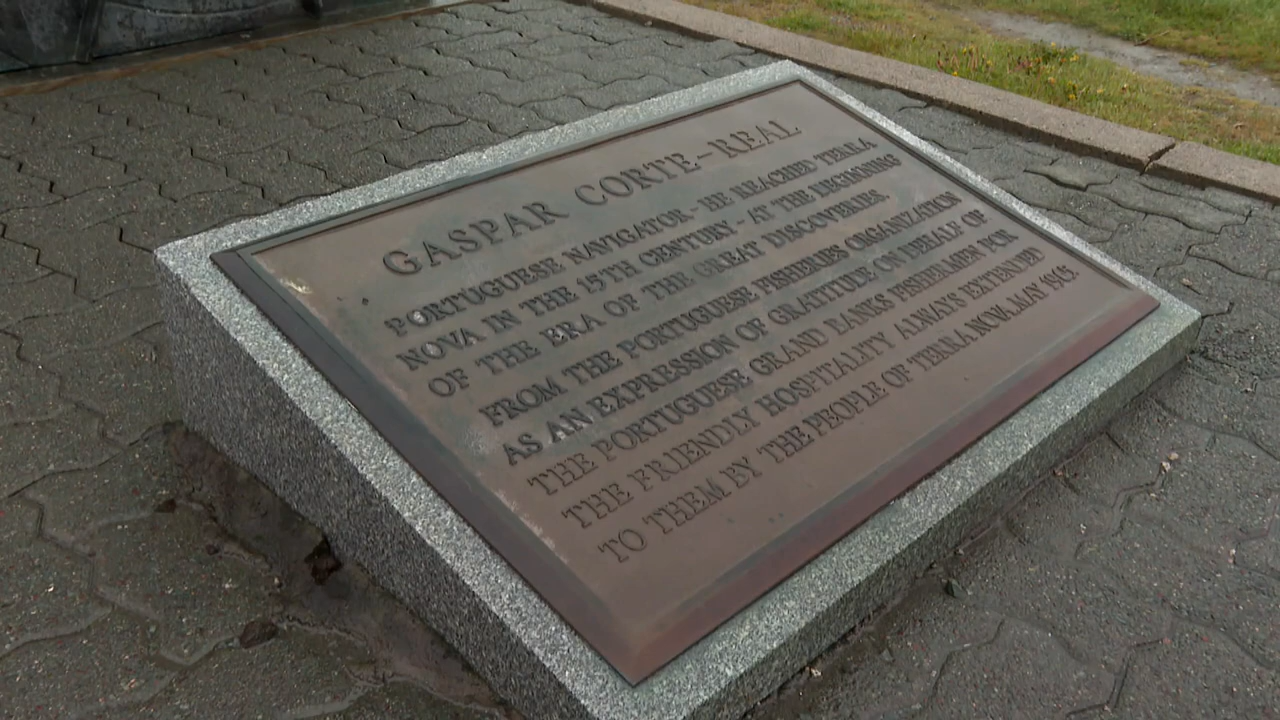 GASPAR CORTE-REAL
PORTUGUESE NAVIGATOR - HE REACHED TERRA
NOVA IN THE 15TH CENTURY - AT THE BEGINNING
OF THE ERA OF THE GREAT DISCOVERIES.
FROM THE PORTUGUESE FISHERIES ORGANIZATION
AS AN EXPRESSION OF GRATITUDE ON BEHALF OF
THE PORTUGUESE GRAND BANKS FISHERMEN FOR
THE FRIENDLY HOSPITALITY ALWAYS EXTENDED
TO THEM BY THE PEOPLE OF TERRA NOVA. MAY 1965.